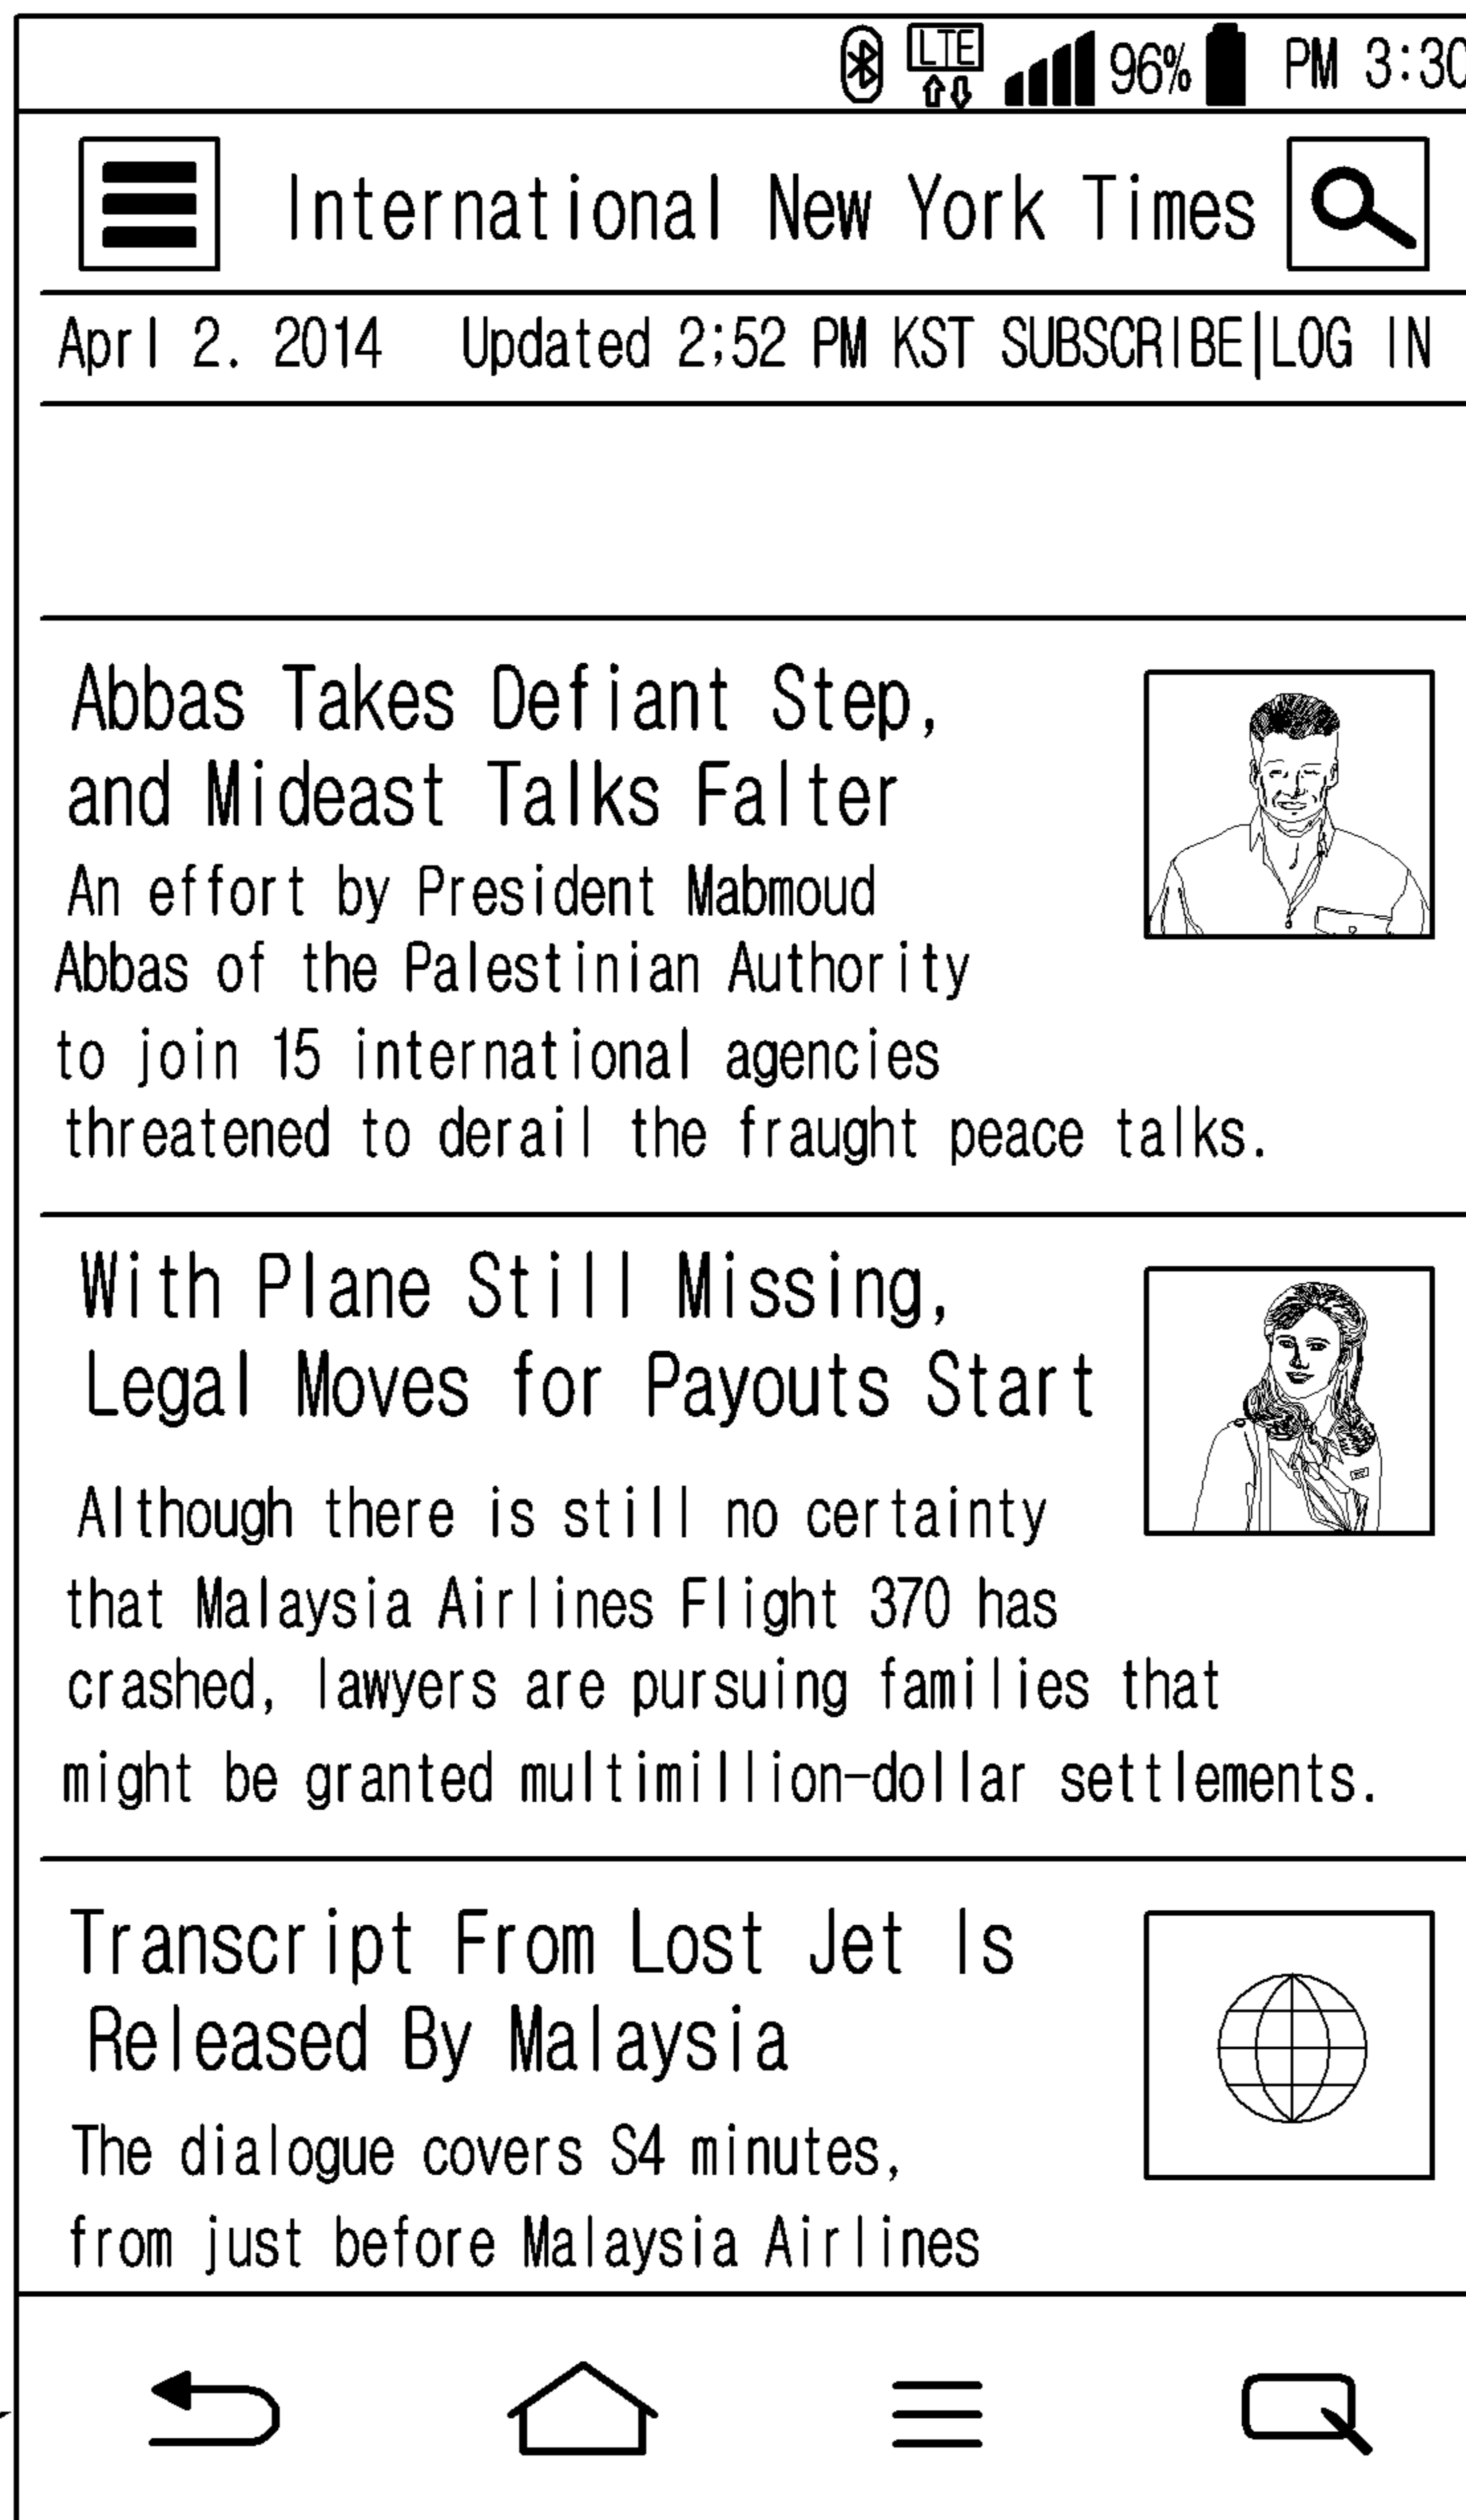 LTE 96% PM 3:30
International New York Times
Aprl 2. 2014 Updated 2;52 PM KST SUBSCRIBE|LOG IN
Abbas Takes Defiant Step,
and Mideast Talks Falter
An effort by President Mabmoud
Abbas of the Palestinian Authority
to join 15 international agencies
threatened to derail the fraught peace talks.
With Plane Still Missing,
Legal Moves for Payouts Start
Although there is still no certainty
that Malaysia Airlines Flight 370 has
crashed, lawyers are pursuing families that
might be granted multimillion-dollar settlements.
Transcript From Lost Jet Is
Released By Malaysia
The dialogue covers S4 minutes,
from just before Malaysia Airlines